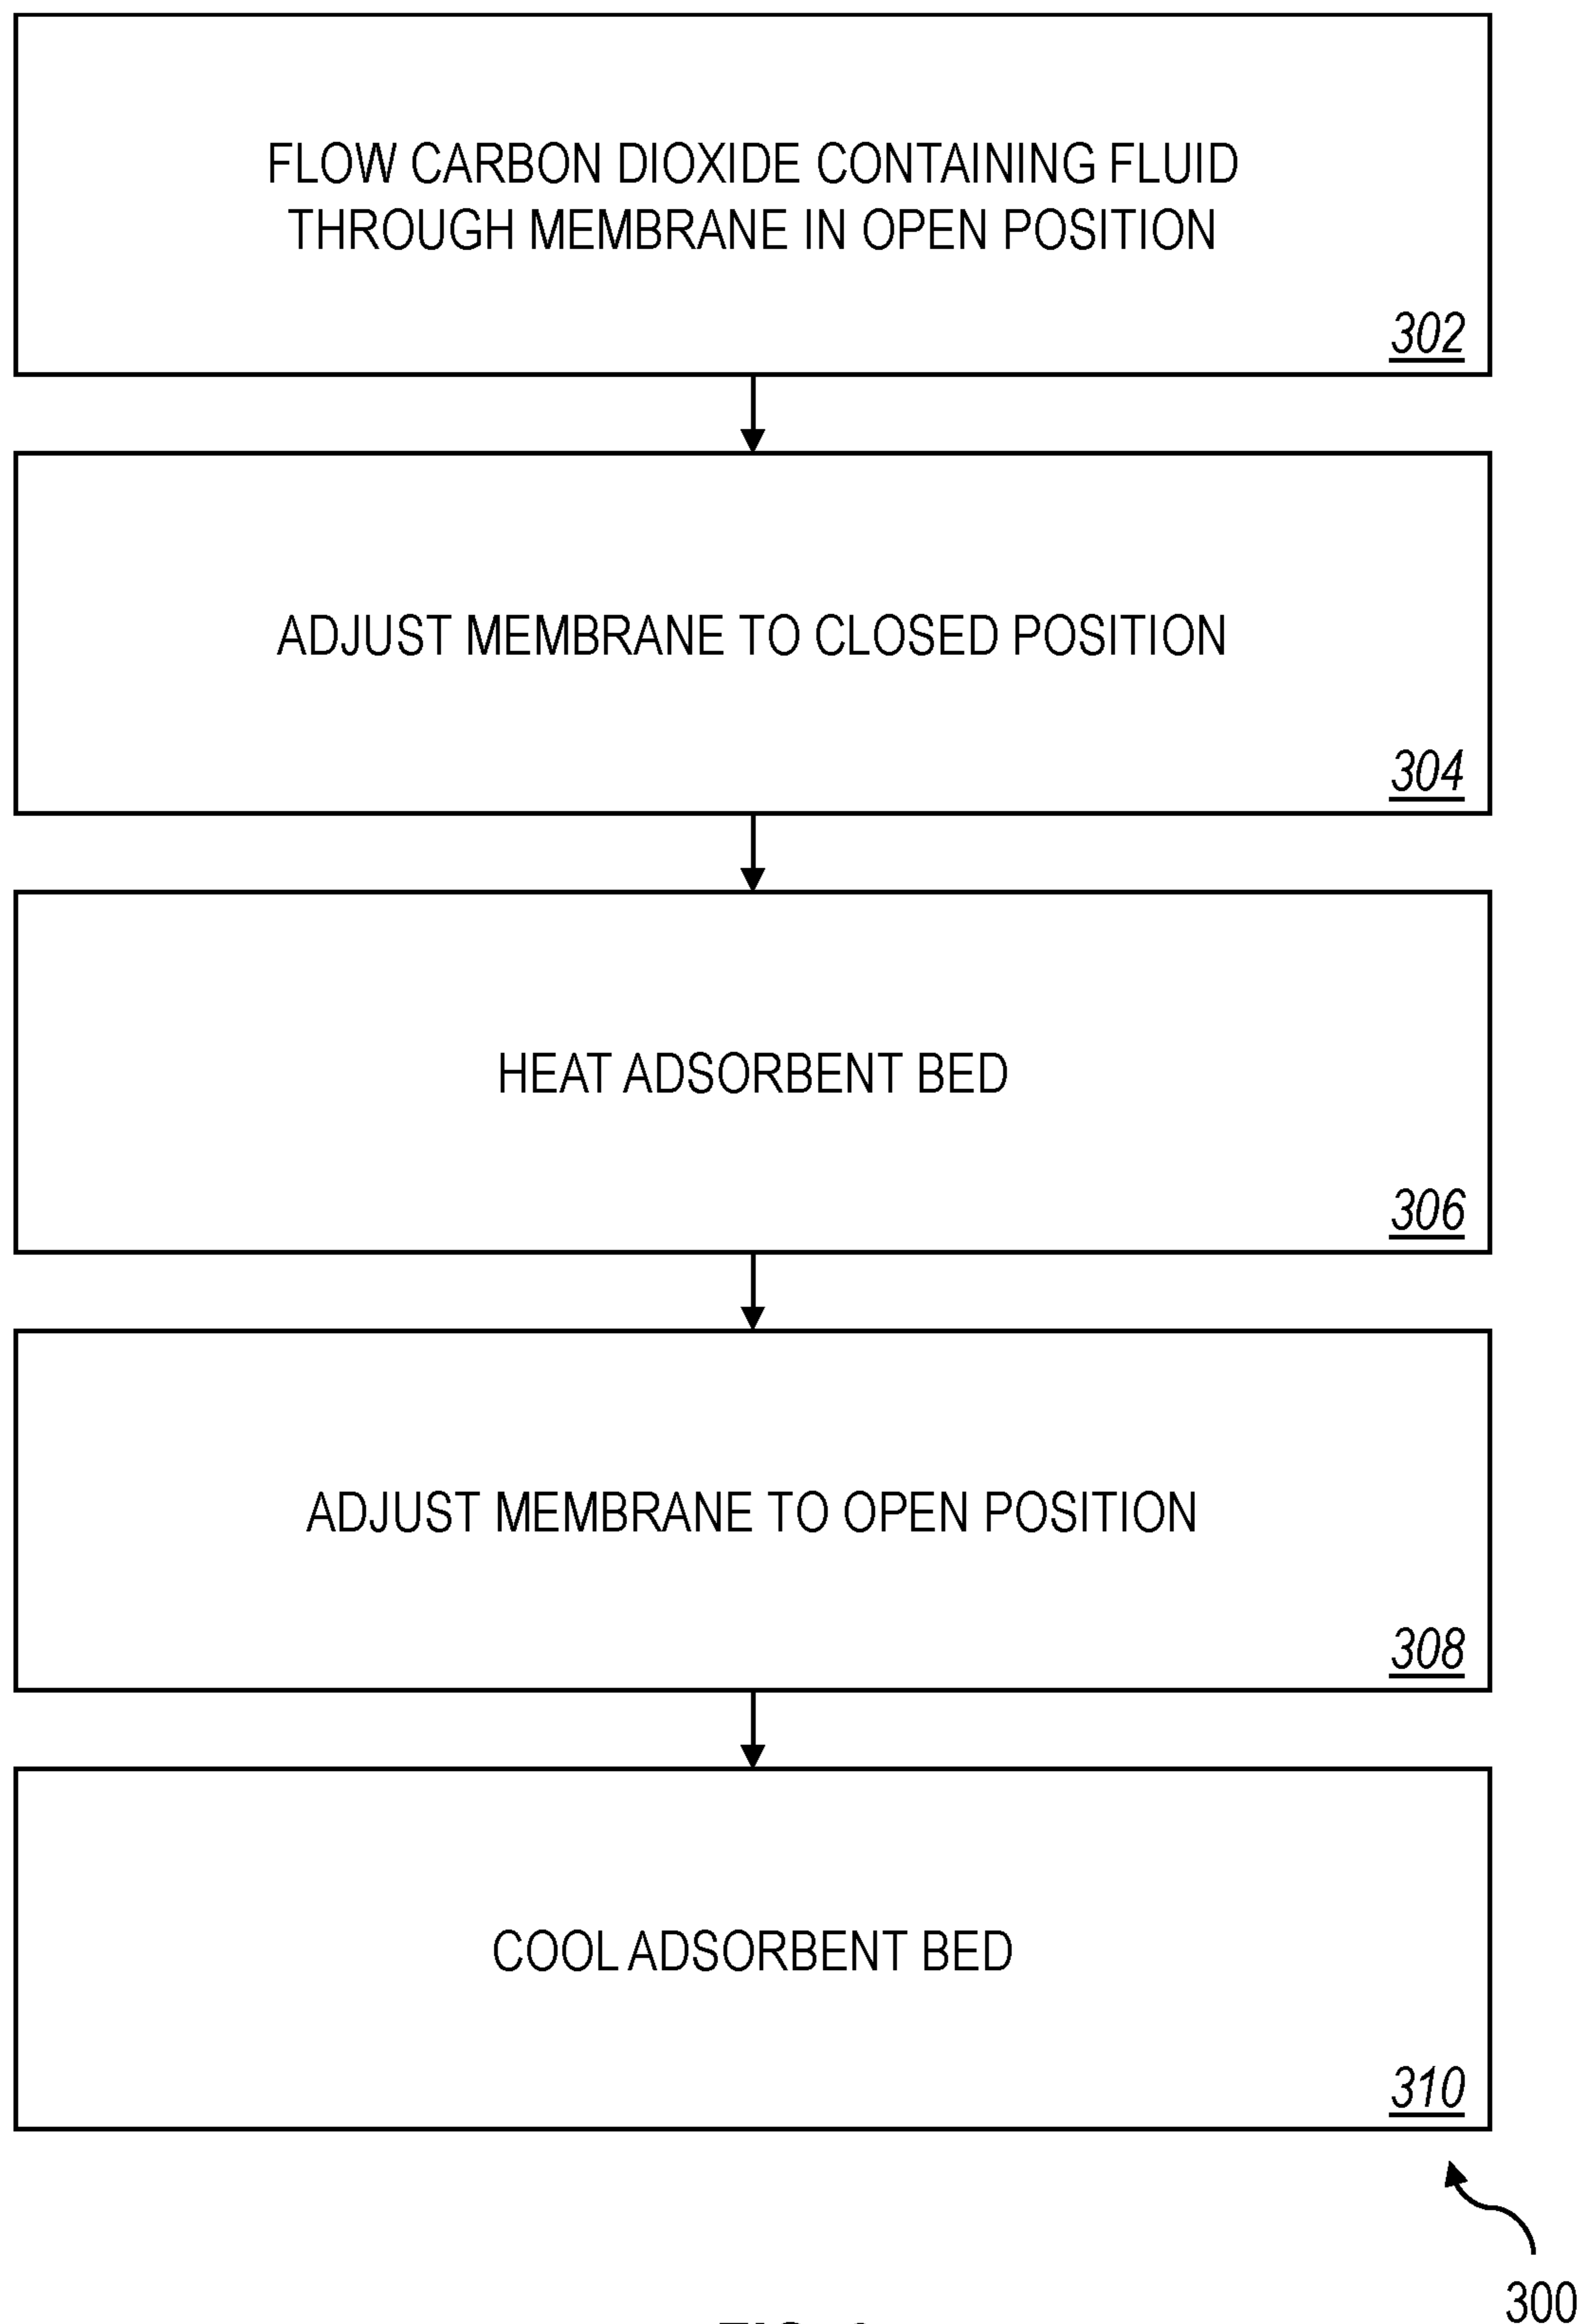 FLOW CARBON DIOXIDE CONTAINING FLUID
THROUGH MEMBRANE IN OPEN POSITION
302
ADJUST MEMBRANE TO CLOSED POSITION
304
HEAT ADSORBENT BED
306
ADJUST MEMBRANE TO OPEN POSITION
308
COOL ADSORBENT BED
310
300